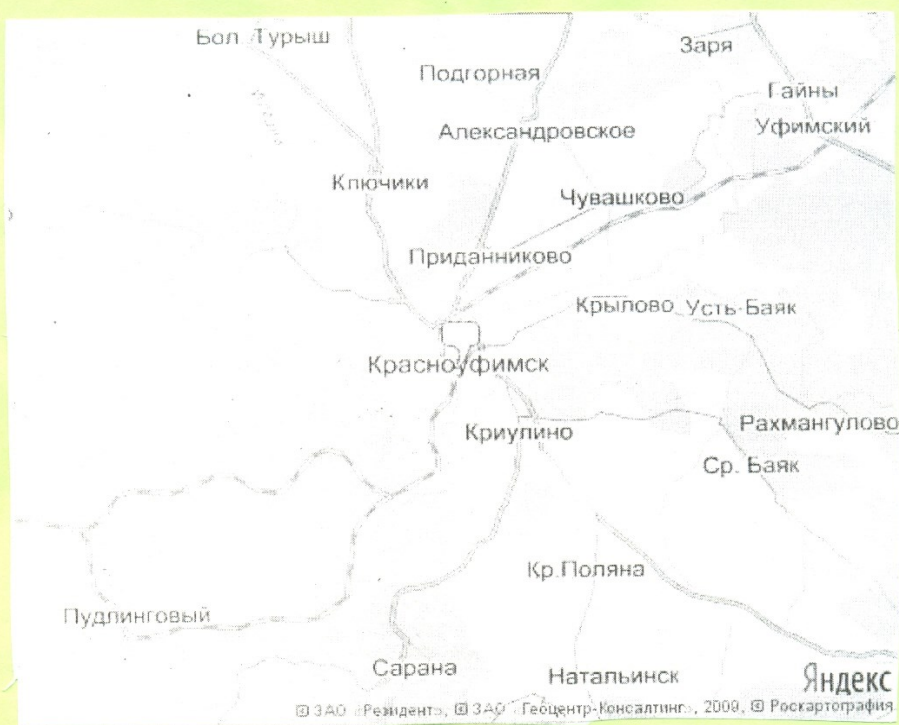 Бол. Турыш
Заря
Подгорная
Гайны
Александровское
Уфимский
Ключики
Чувашково
Приданниково
Крылово
Усть-Баяк
Красноуфимск
Криулино
Рахмангулово
Ср. Баяк
Кр.Поляна
Пудлинговый
Сарана
Натальинск
Яндекс
© ЗАО «Резидент», © ЗАО «Геоцентр-Консалтинг», 2009, © Роскартография